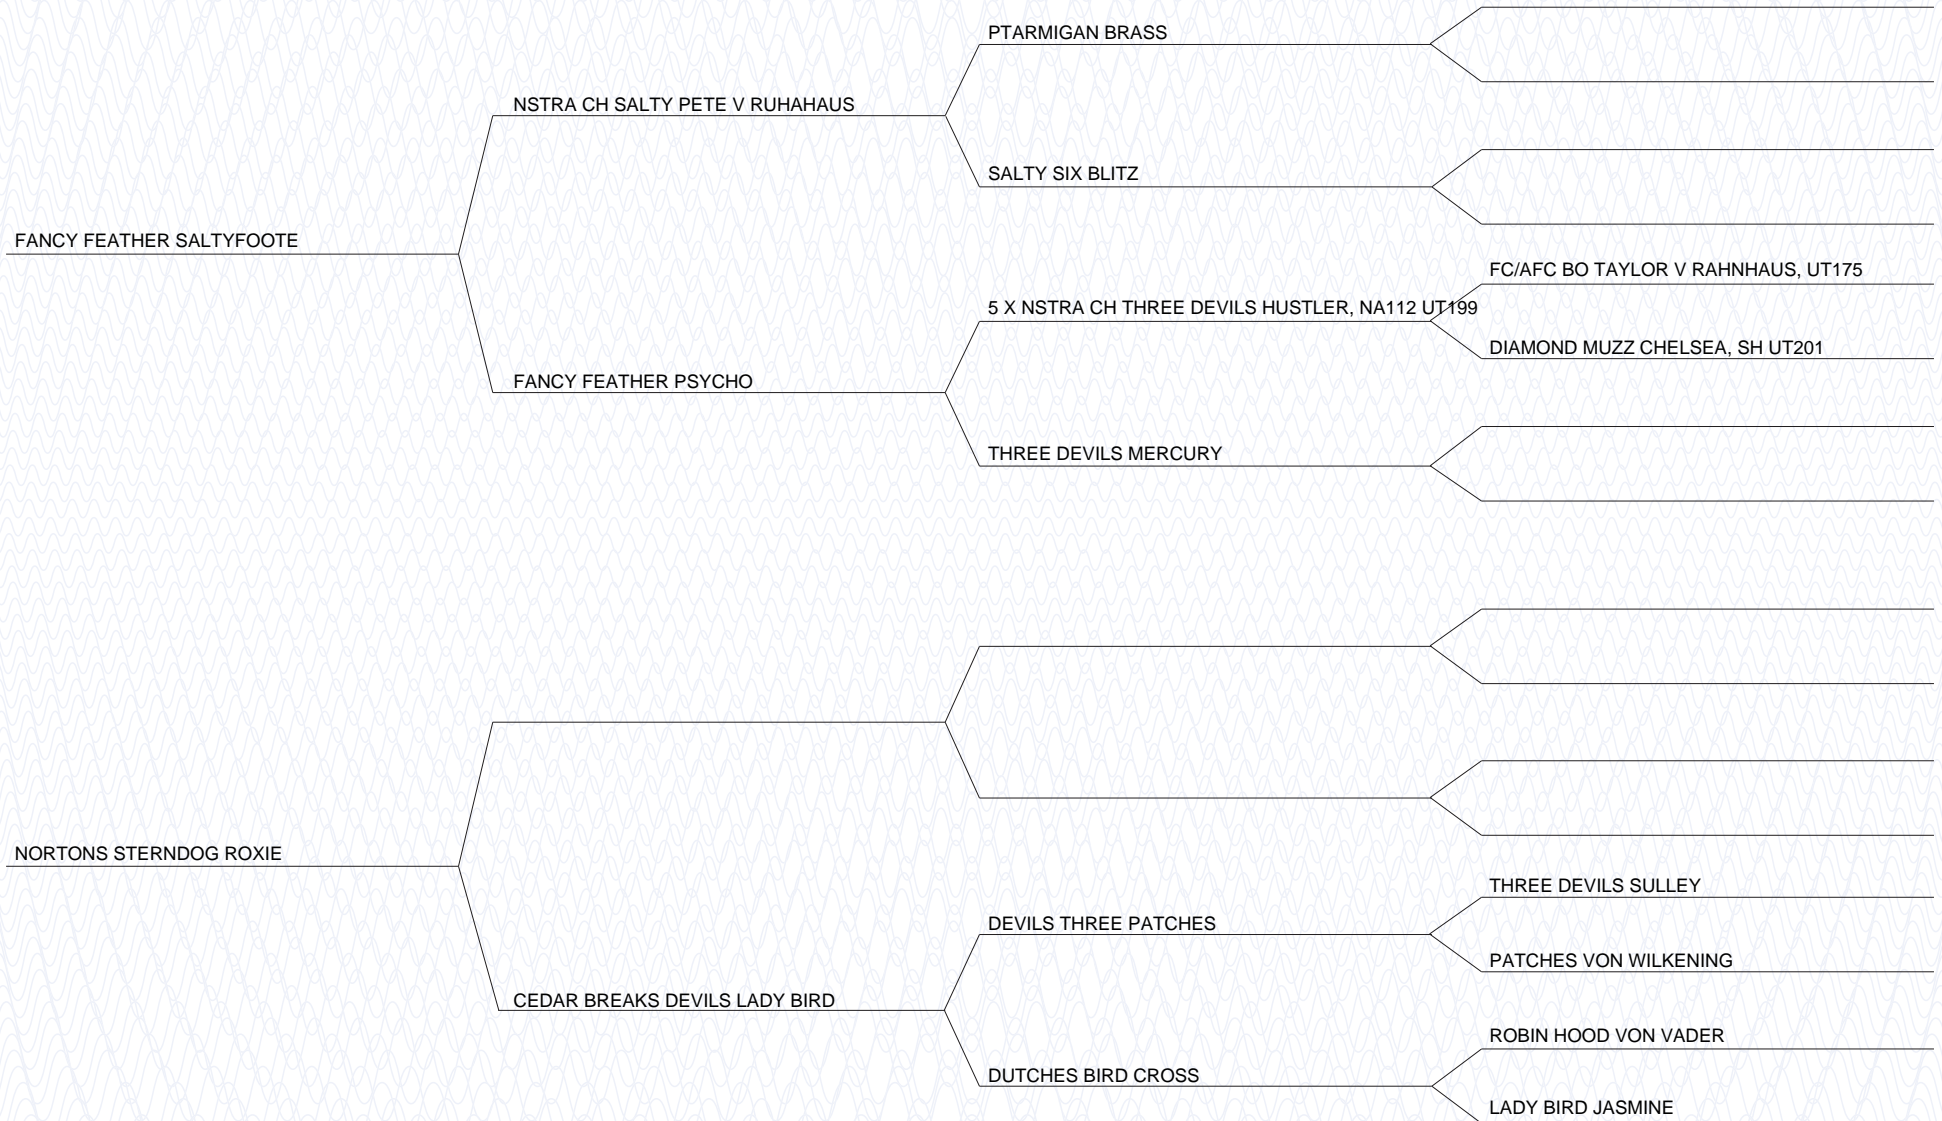 PTARMIGAN BRASS
NSTRA CH SALTY PETE V RUHAHAUS
SALTY SIX BLITZ
FANCY FEATHER SALTYFOOTE
FC/AFC BO TAYLOR V RAHNHAUS, UT175
5 X NSTRA CH THREE DEVILS HUSTLER, NA112 UT199
DIAMOND MUZZ CHELSEA, SH UT201
FANCY FEATHER PSYCHO
THREE DEVILS MERCURY
NORTONS STERNDOG ROXIE
THREE DEVILS SULLEY
DEVILS THREE PATCHES
PATCHES VON WILKENING
CEDAR BREAKS DEVILS LADY BIRD
ROBIN HOOD VON VADER
DUTCHES BIRD CROSS
LADY BIRD JASMINE